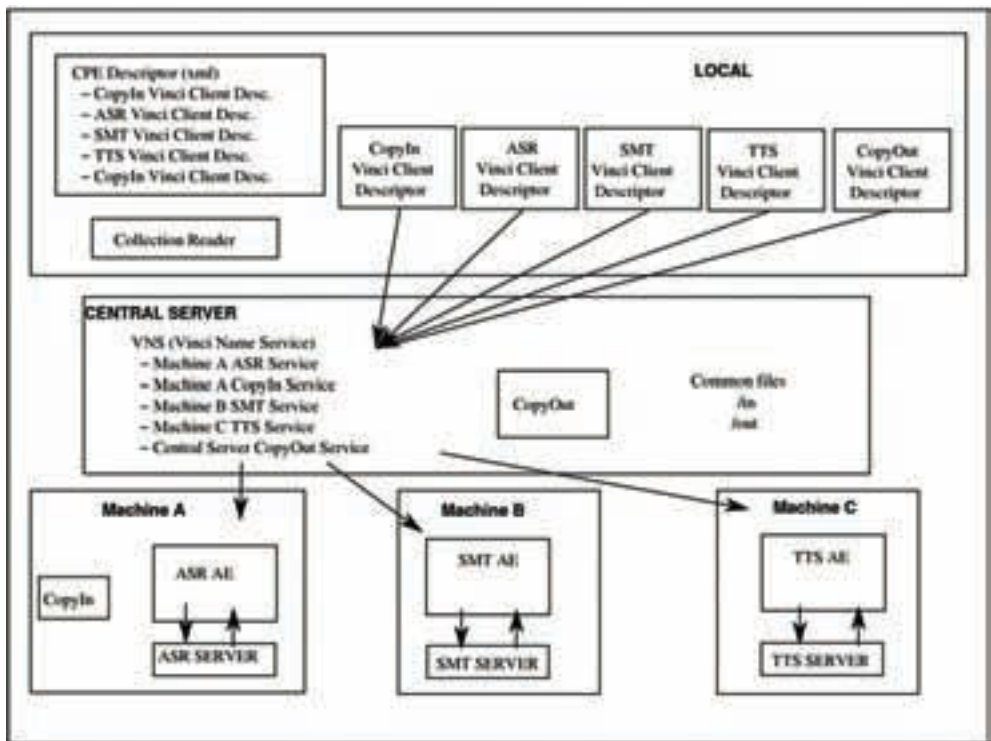 LOCAL
CPE Descriptor (xml)
– CopyIn Vinci Client Desc.
– ASR Vinci Client Desc.
– SMT Vinci Client Desc.
– TTS Vinci Client Desc.
– CopyIn Vinci Client Desc.
Collection Reader
CopyIn
Vinci Client
Descriptor
ASR
Vinci Client
Descriptor
SMT
Vinci Client
Descriptor
TTS
Vinci Client
Descriptor
CopyOut
Vinci Client
Descriptor
CENTRAL SERVER
VNS (Vinci Name Service)
– Machine A ASR Service
– Machine A CopyIn Service
– Machine B SMT Service
– Machine C TTS Service
– Central Server CopyOut Service
CopyOut
Common files
/in
/out
Machine A
CopyIn
ASR AE
ASR SERVER
Machine B
SMT AE
SMT SERVER
Machine C
TTS AE
TTS SERVER